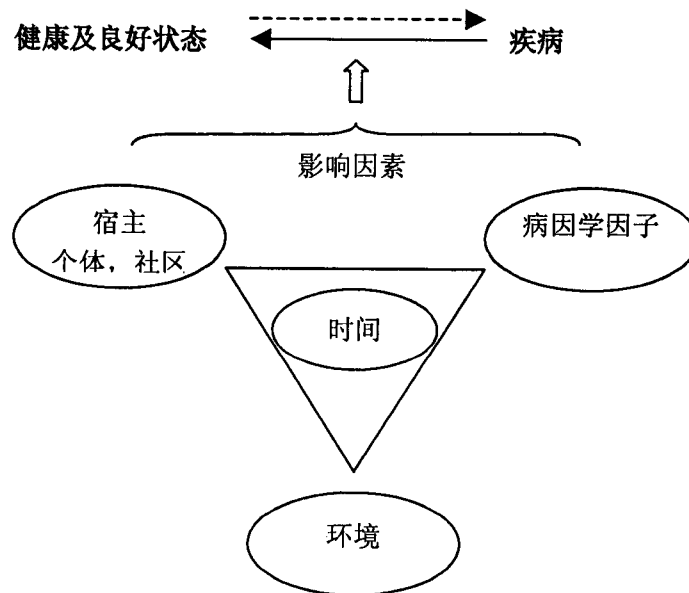 健康及良好状态
疾病
影响因素
宿主
个体，社区
病因学因子
时间
环境